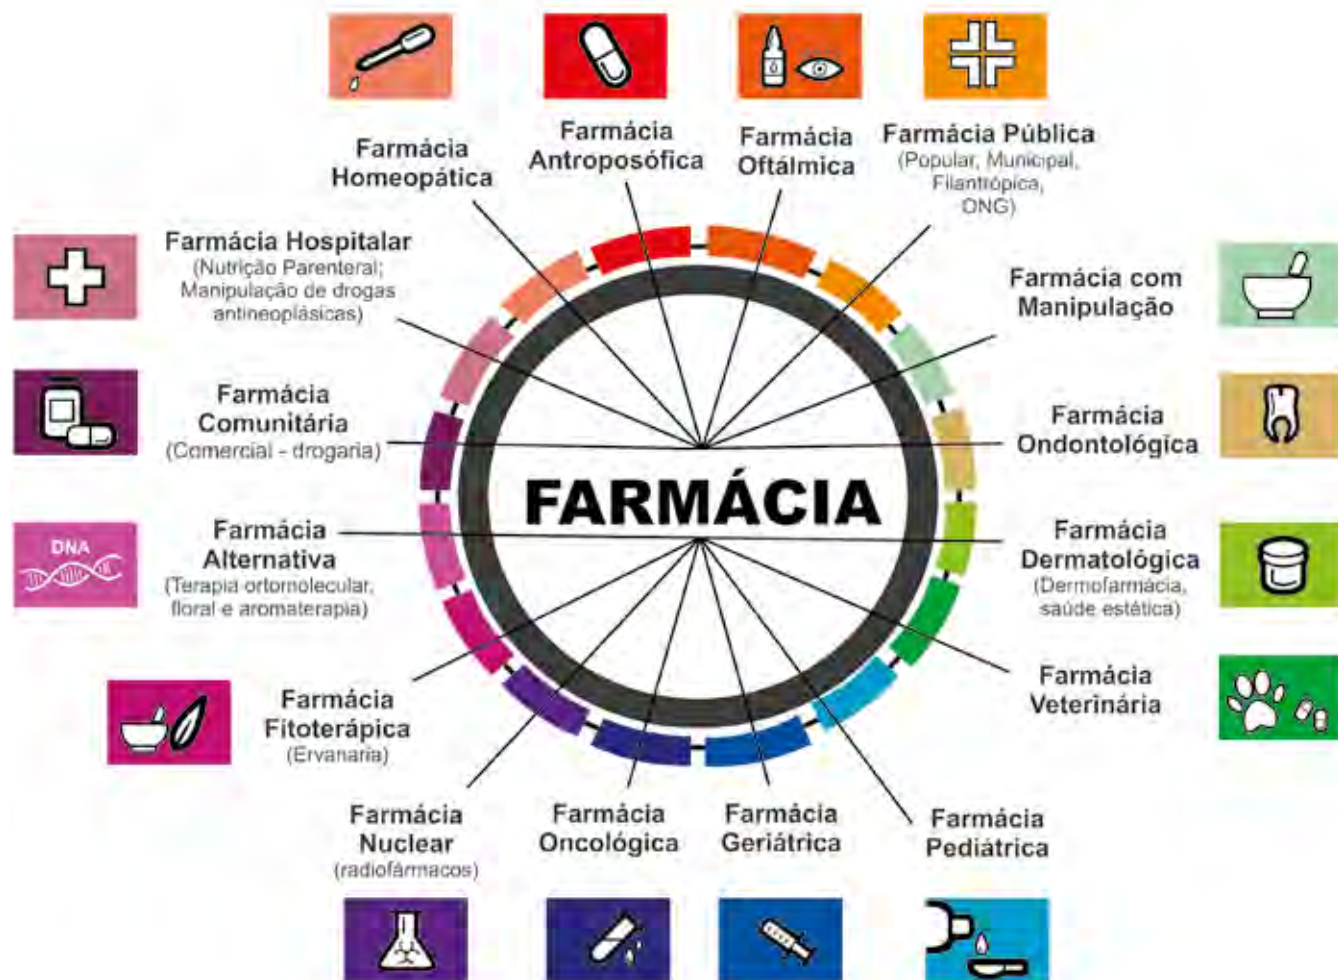 Farmácia
Homeopática
Farmácia
Antroposófica
Farmácia
Oftálmica
Farmácia Pública
(Popular, Municipal,
Filantrópica,
ONG)
Farmácia Hospitalar
(Nutrição Parenteral;
Manipulação de drogas
antineoplásicas)
Farmácia com
Manipulação
Farmácia
Comunitária
(Comercial - drogaria)
Farmácia
Ondontológica
FARMÁCIA
DNA
Farmácia
Alternativa
(Terapia ortomolecular,
floral e aromaterapia)
Farmácia
Dermatológica
(Dermofarmácia,
saúde estética)
Farmácia
Fitoterápica
(Ervanaria)
Farmácia
Veterinária
Farmácia
Nuclear
(radiofármacos)
Farmácia
Oncológica
Farmácia
Geriátrica
Farmácia
Pediátrica